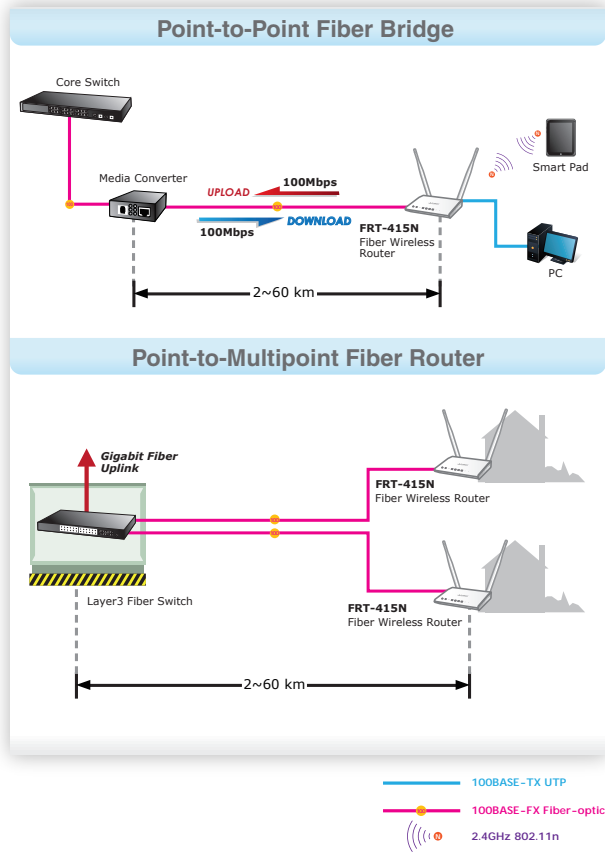 Point-to-Point Fiber Bridge
Core Switch
Smart Pad
Media Converter
UPLOAD
100Mbps
100Mbps
DOWNLOAD
FRT-415N
Fiber Wireless
Router
PC
2~60 km
Point-to-Multipoint Fiber Router
Gigabit Fiber
Uplink
FRT-415N
Fiber Wireless Router
Layer3 Fiber Switch
FRT-415N
Fiber Wireless Router
2~60 km
100BASE-TX UTP
100BASE-FX Fiber-optic
2.4GHz 802.11n